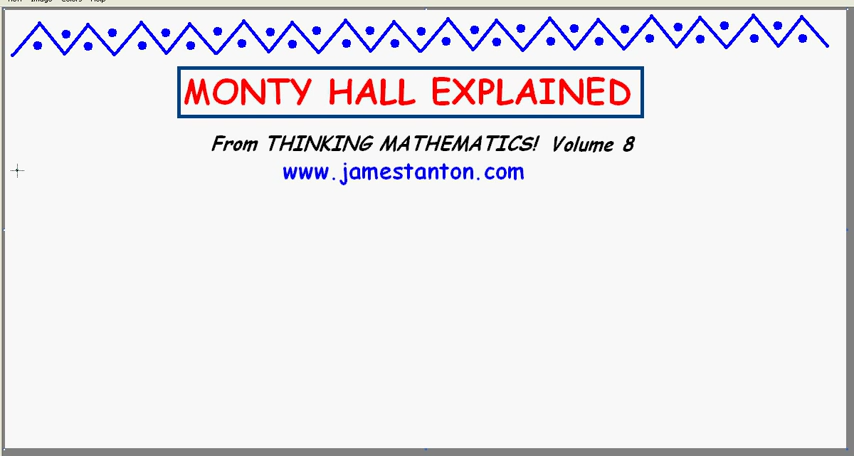 MONTY HALL EXPLAINED
From THINKING MATHEMATICS! Volume 8
www.jamestanton.com